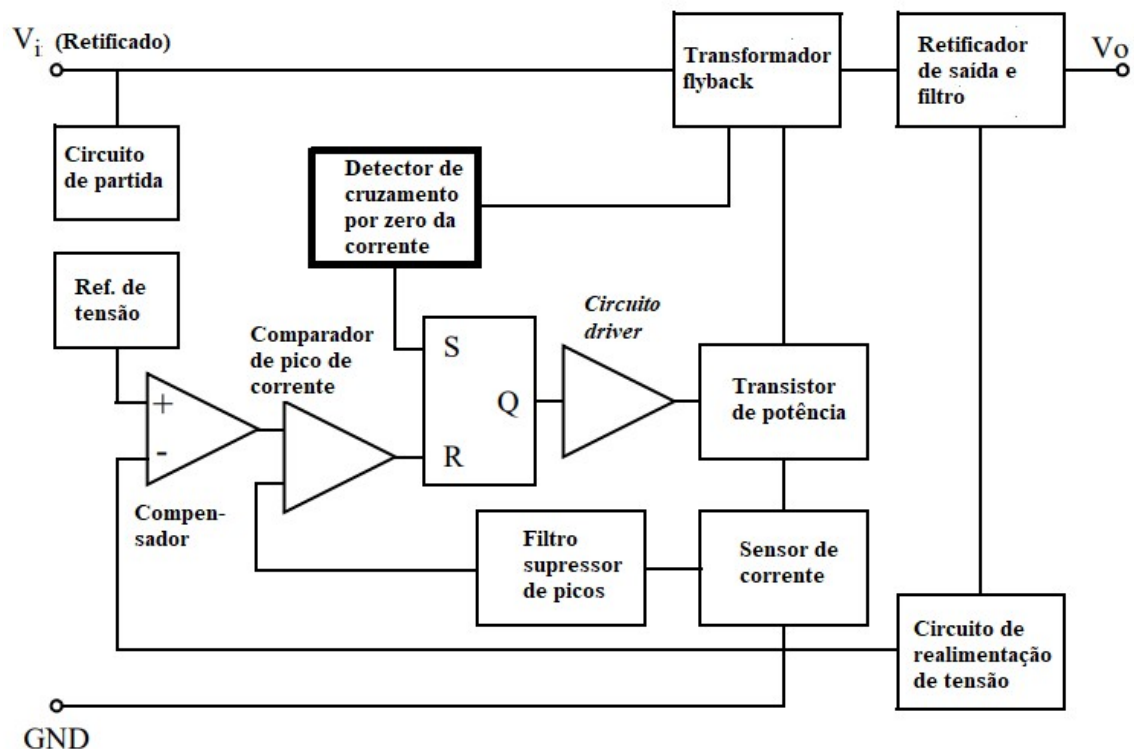 Vi (Retificado)
Transformador
flyback
Retificador
de saída e
filtro
Vo
Circuito
de partida
Detector de
cruzamento
por zero da
corrente
Ref. de
tensão
Comparador
de pico de
corrente
Circuito
driver
S
Q
R
Transistor
de potência
+
-
Compen-
sador
Filtro
supressor
de picos
Sensor de
corrente
Circuito de
realimentação
de tensão
GND